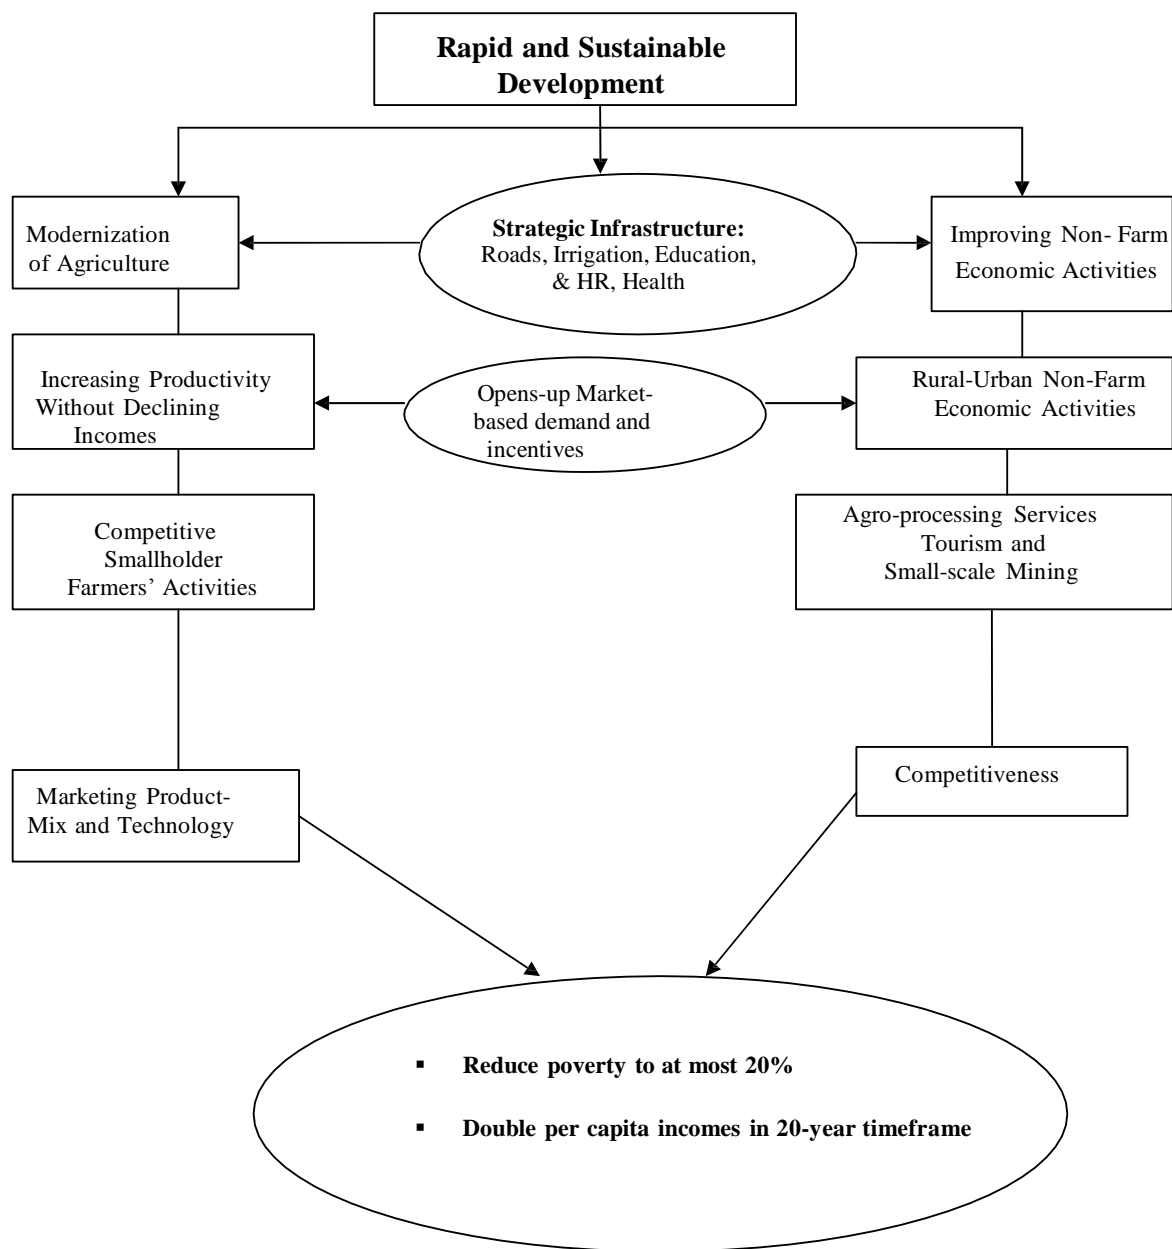 Rapid and Sustainable
Development
Modernization
of Agriculture
Strategic Infrastructure:
Roads, Irrigation, Education,
& HR, Health
Improving Non- Farm
Economic Activities
Increasing Productivity
Without Declining
Incomes
Opens-up Market-
based demand and
incentives
Rural-Urban Non-Farm
Economic Activities
Competitive
Smallholder
Farmers’ Activities
Agro-processing Services
Tourism and
Small-scale Mining
Marketing Product-
Mix and Technology
Competitiveness
▪ Reduce poverty to at most 20%
▪ Double per capita incomes in 20-year timeframe